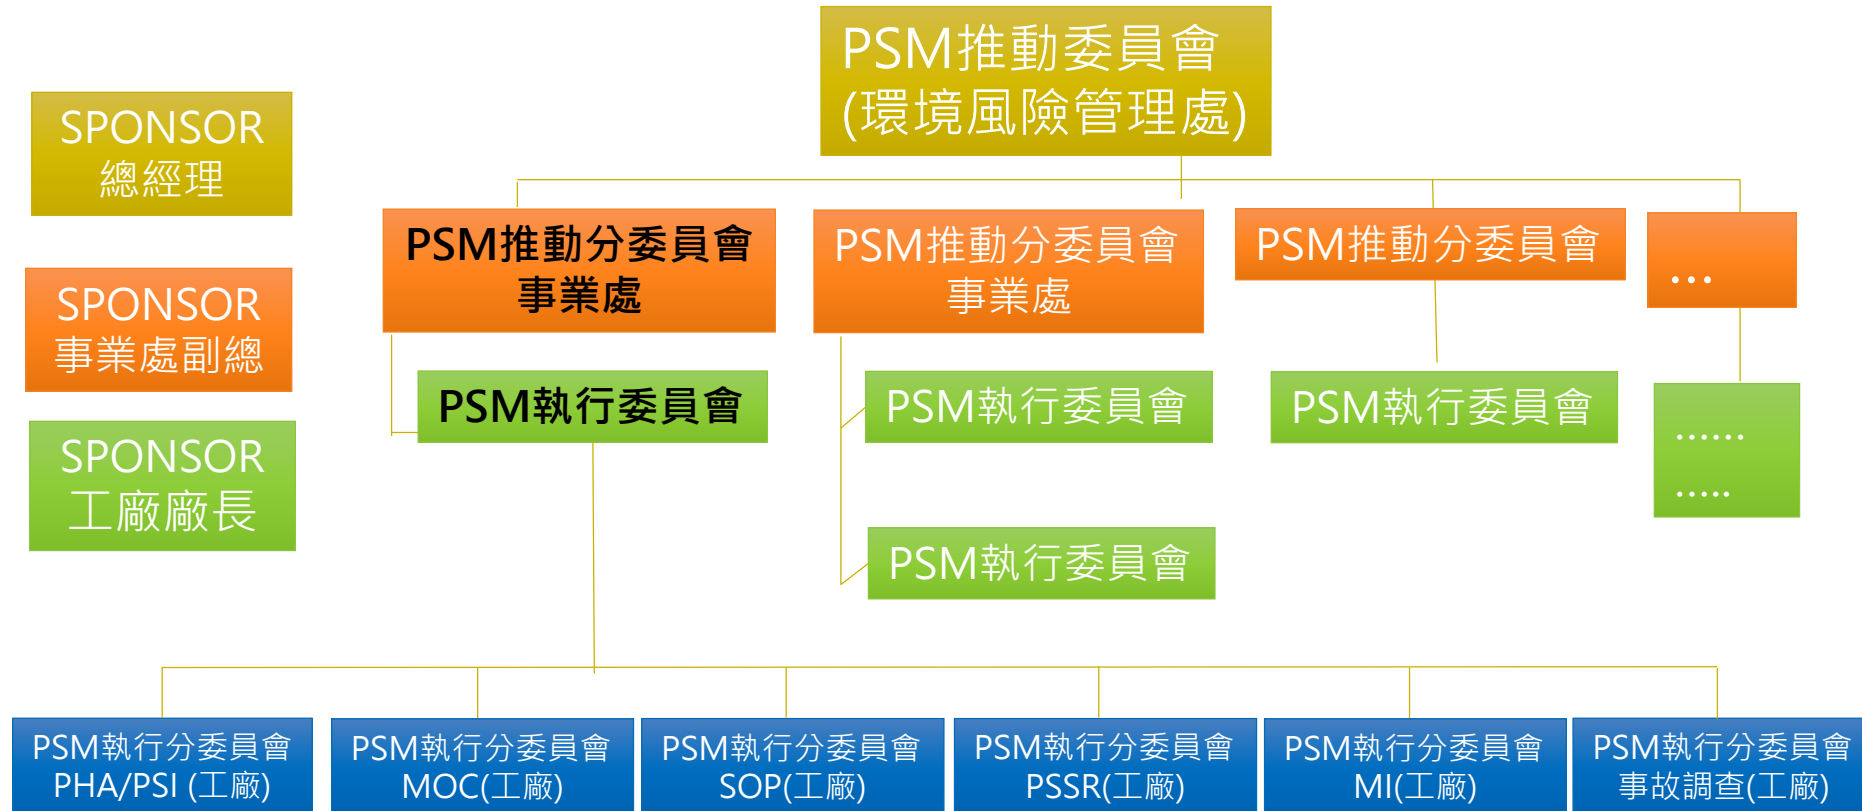 PSM推動委員會
(環境風險管理處)
SPONSOR
總經理
SPONSOR
事業處副總
SPONSOR
工廠廠長
PSM推動分委員會
事業處
PSM推動分委員會
事業處
PSM推動分委員會
...
PSM執行委員會
PSM執行委員會
PSM執行委員會
......
.....
PSM執行委員會
PSM執行分委員會
PHA/PSI (工廠)
PSM執行分委員會
MOC(工廠)
PSM執行分委員會
SOP(工廠)
PSM執行分委員會
PSSR(工廠)
PSM執行分委員會
MI(工廠)
PSM執行分委員會
事故調查(工廠)